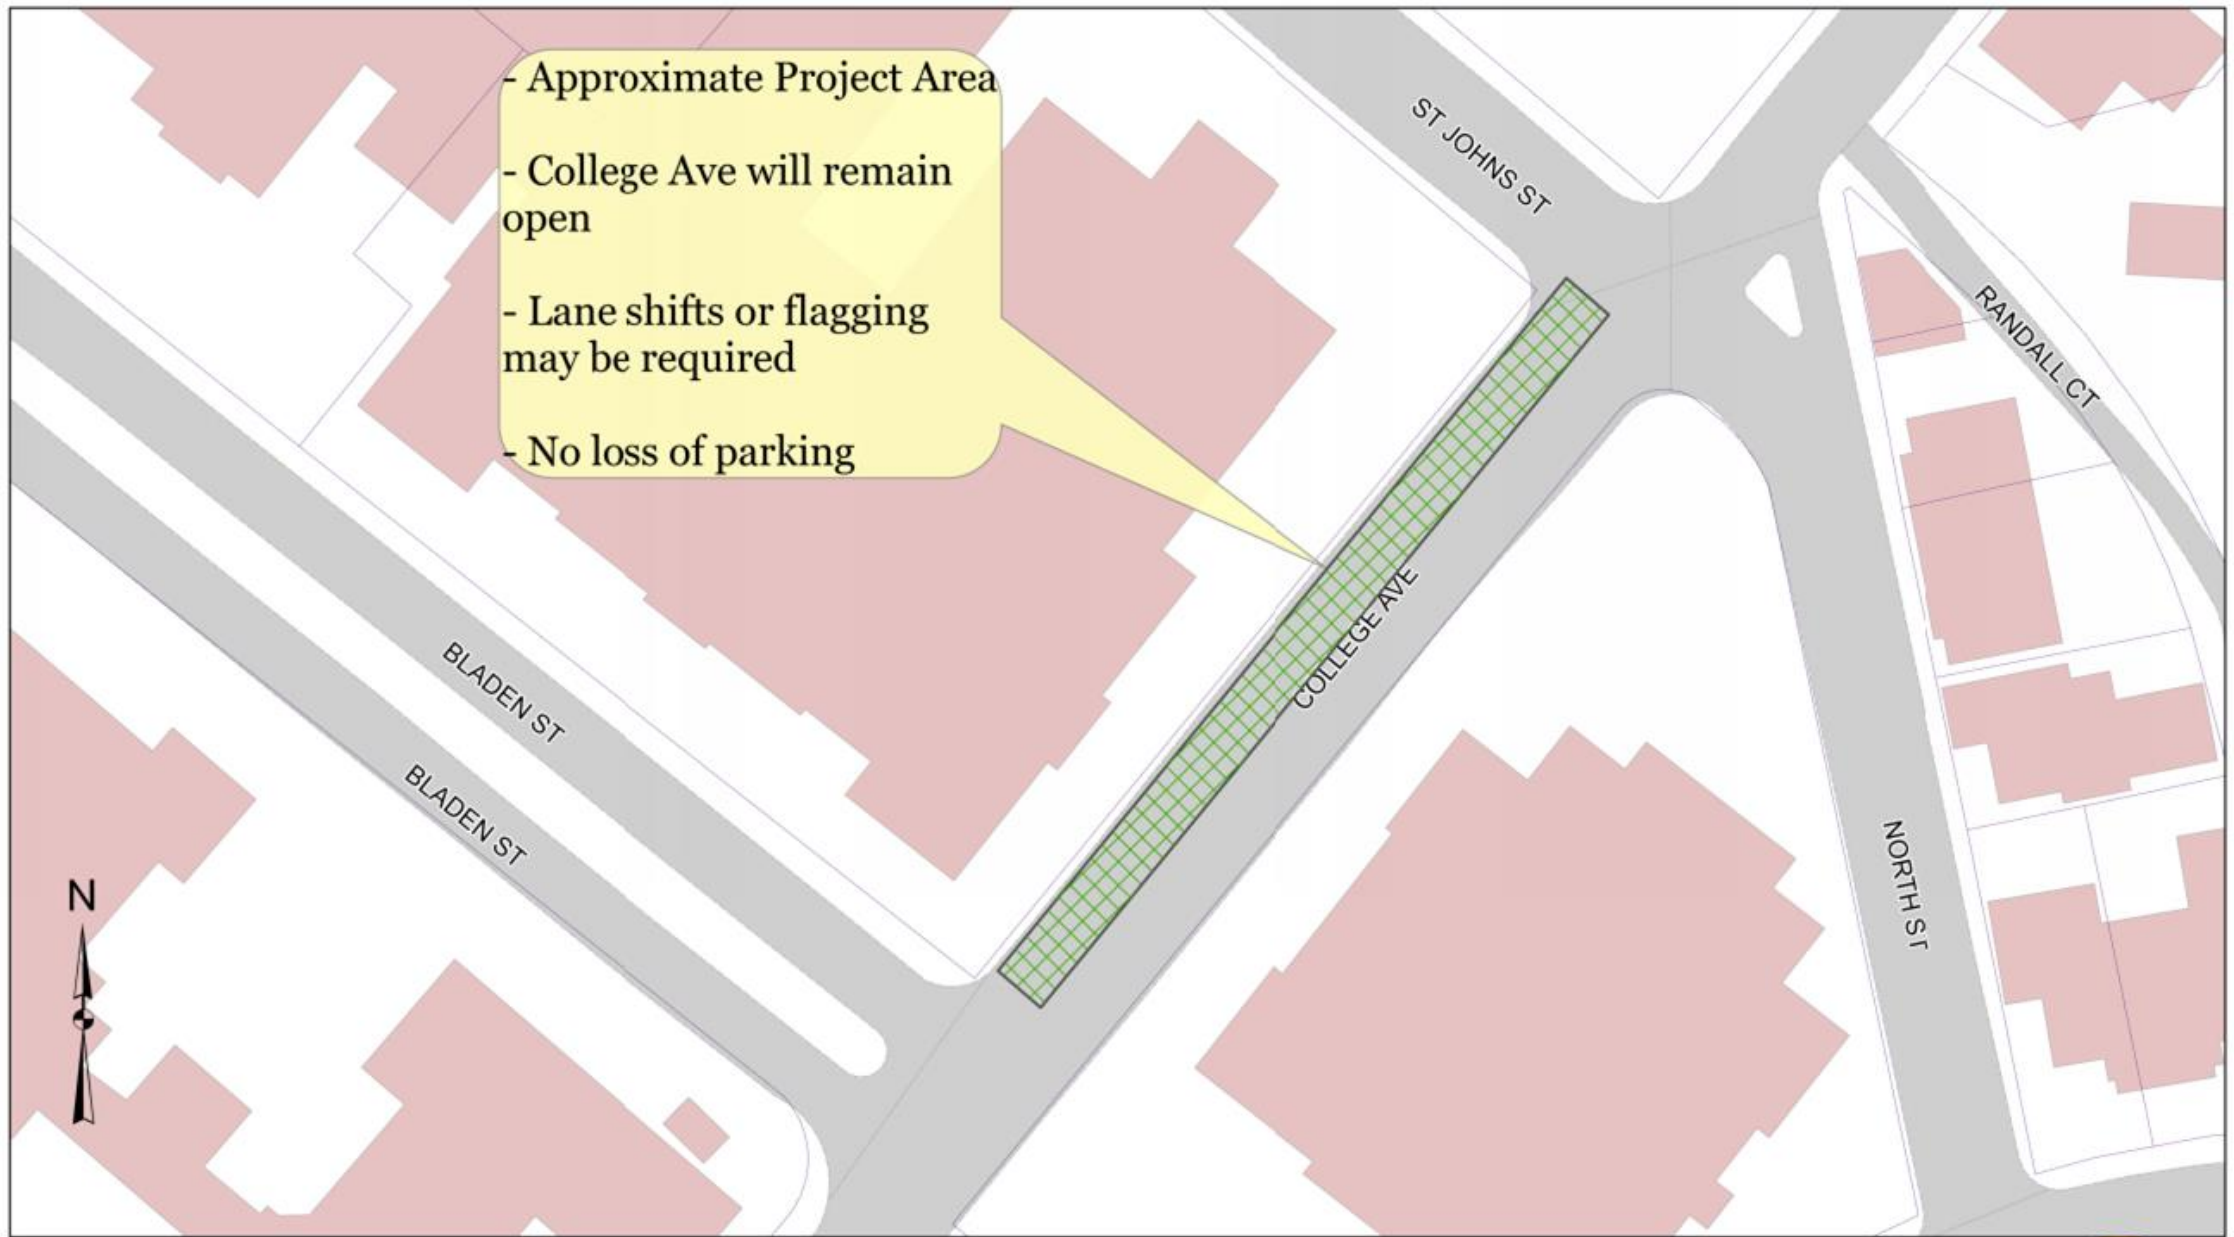 - Approximate Project Area
- College Ave will remain
open
- Lane shifts or flagging
may be required
- No loss of parking
ST JOHNS ST
RANDALL CT
COLLEGE AVE
BLADEN ST
BLADEN ST
NORTH ST
N